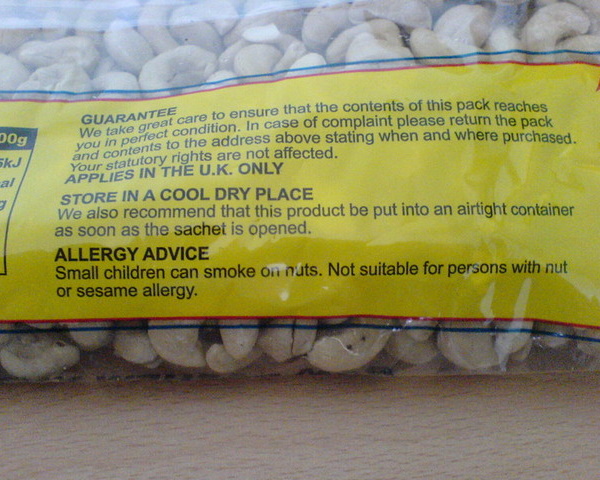 GUARANTEE
We take great care to ensure that the contents of this pack reaches
you in perfect condition. In case of complaint please return the pack
and contents to the address above stating when and where purchased.
Your statutory rights are not affected.
APPLIES IN THE U.K. ONLY
STORE IN A COOL DRY PLACE
We also recommend that this product be put into an airtight container
as soon as the sachet is opened.
ALLERGY ADVICE
Small children can smoke on nuts. Not suitable for persons with nut
or sesame allergy.
00g
kJ
al
g